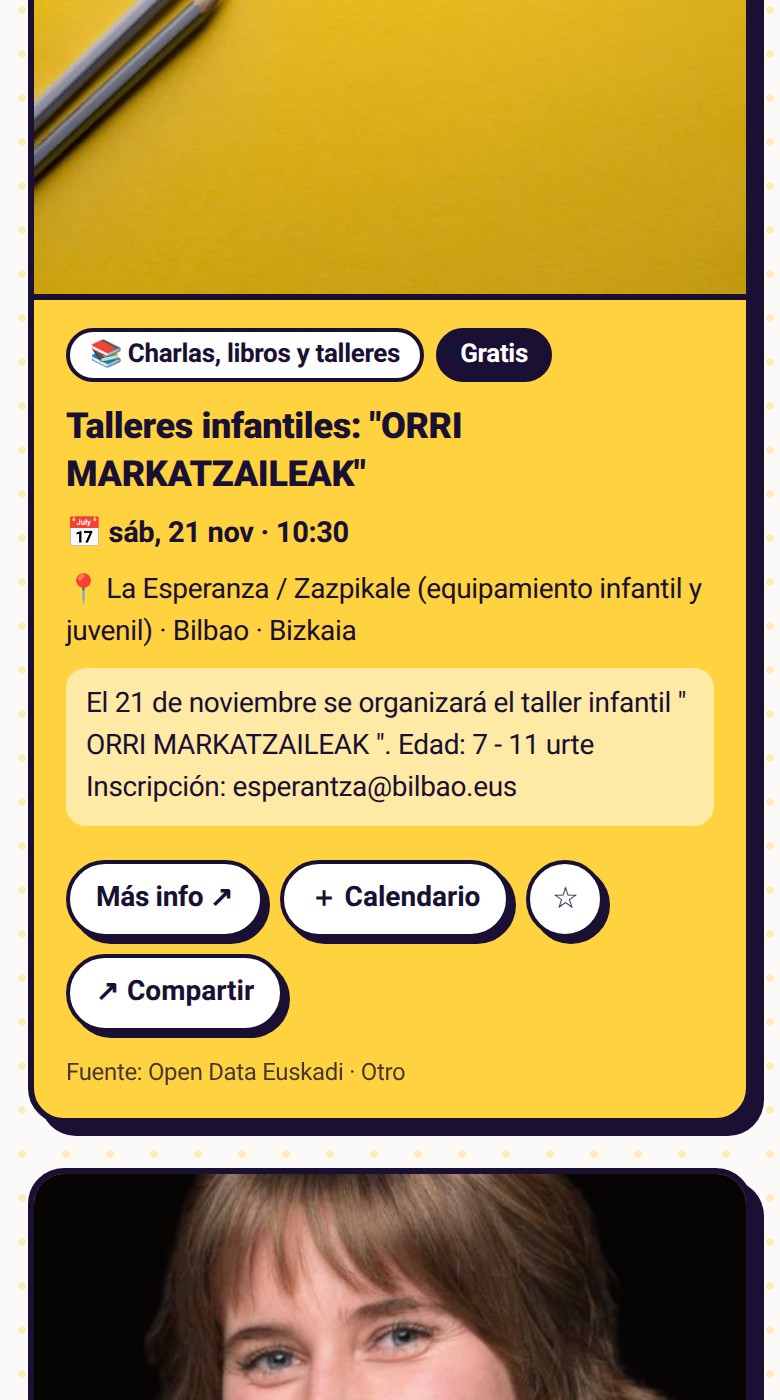 📚 Charlas, libros y talleres Gratis
Talleres infantiles: "ORRI
MARKATZAILEAK"
📅 sáb, 21 nov · 10:30
📍 La Esperanza / Zazpikale (equipamiento infantil y
juvenil) · Bilbao · Bizkaia
El 21 de noviembre se organizará el taller infantil "
ORRI MARKATZAILEAK ". Edad: 7 - 11 urte
Inscripción: esperantza@bilbao.eus
Más info ↗ + Calendario ☆
↗ Compartir
Fuente: Open Data Euskadi · Otro